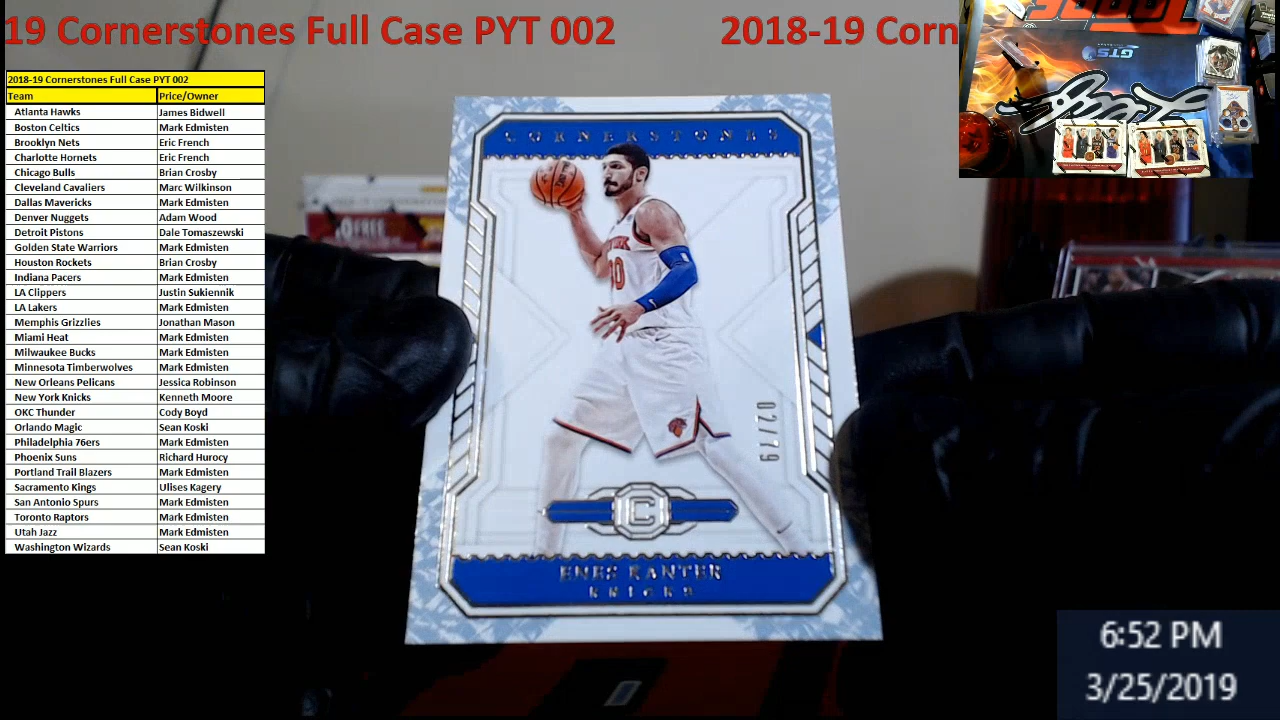 19 Cornerstones Full Case PYT 002
2018-19 Corn
2018-19 Cornerstones Full Case PYT 002
Team Price/Owner
Atlanta Hawks James Bidwell
Boston Celtics Mark Edmisten
Brooklyn Nets Eric French
Charlotte Hornets Eric French
Chicago Bulls Brian Crosby
Cleveland Cavaliers Marc Wilkinson
Dallas Mavericks Mark Edmisten
Denver Nuggets Adam Wood
Detroit Pistons Dale Tomaszewski
Golden State Warriors Mark Edmisten
Houston Rockets Brian Crosby
Indiana Pacers Mark Edmisten
LA Clippers Justin Sukiennik
LA Lakers Mark Edmisten
Memphis Grizzlies Jonathan Mason
Miami Heat Mark Edmisten
Milwaukee Bucks Mark Edmisten
Minnesota Timberwolves Mark Edmisten
New Orleans Pelicans Jessica Robinson
New York Knicks Kenneth Moore
OKC Thunder Cody Boyd
Orlando Magic Sean Koski
Philadelphia 76ers Mark Edmisten
Phoenix Suns Richard Hurocy
Portland Trail Blazers Mark Edmisten
Sacramento Kings Ulises Kagery
San Antonio Spurs Mark Edmisten
Toronto Raptors Mark Edmisten
Utah Jazz Mark Edmisten
Washington Wizards Sean Koski
CORNERSTONES
02/79
C
ENES KANTER
KNICKS
GTS
6:52 PM
3/25/2019